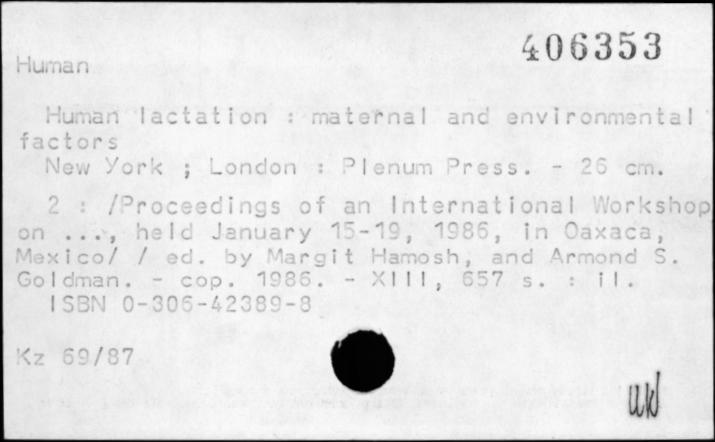 406353
Human
Human lactation : maternal and environmental
factors
New York ; London : Plenum Press. - 26 cm.
2 : /Proceedings of an International Workshop
on ..., held January 15-19, 1986, in Oaxaca,
Mexico/ / ed. by Margit Hamosh, and Armond S.
Goldman. - cop. 1986. - XIII, 657 s. : il.
ISBN 0-306-42389-8
Kz 69/87